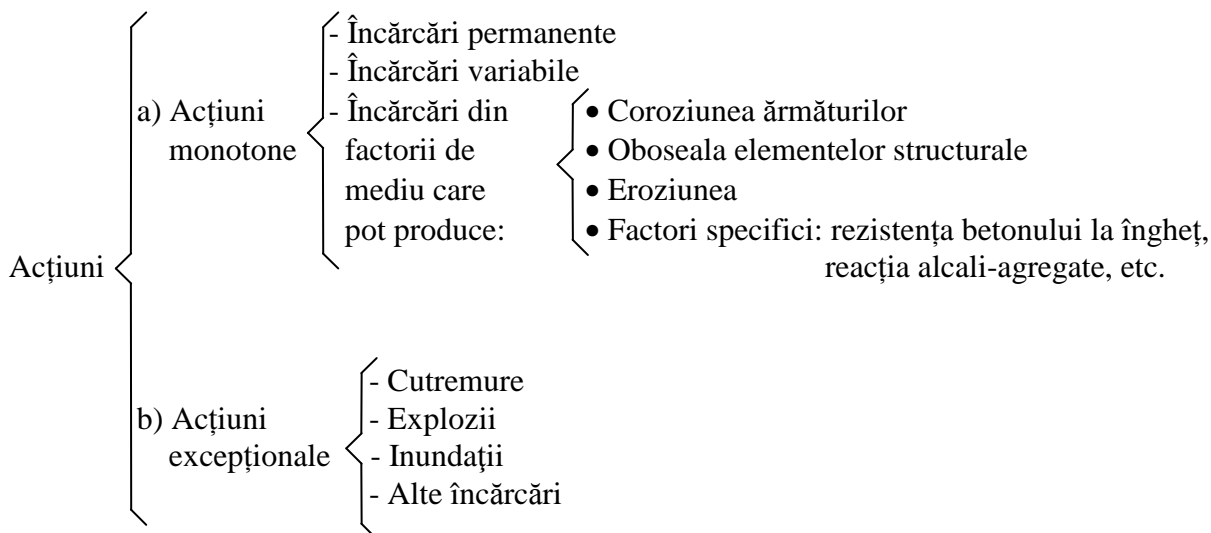 - Încărcări permanente
- Încărcări variabile
a) Acțiuni
monotone
- Încărcări din
factorii de
mediu care
pot produce:
• Coroziunea ărmăturilor
• Oboseala elementelor structurale
• Eroziunea
• Factori specifici: rezistența betonului la îngheț,
reacția alcali-agregate, etc.
Acțiuni
b) Acțiuni
excepționale
- Cutremure
- Explozii
- Inundaţii
- Alte încărcări